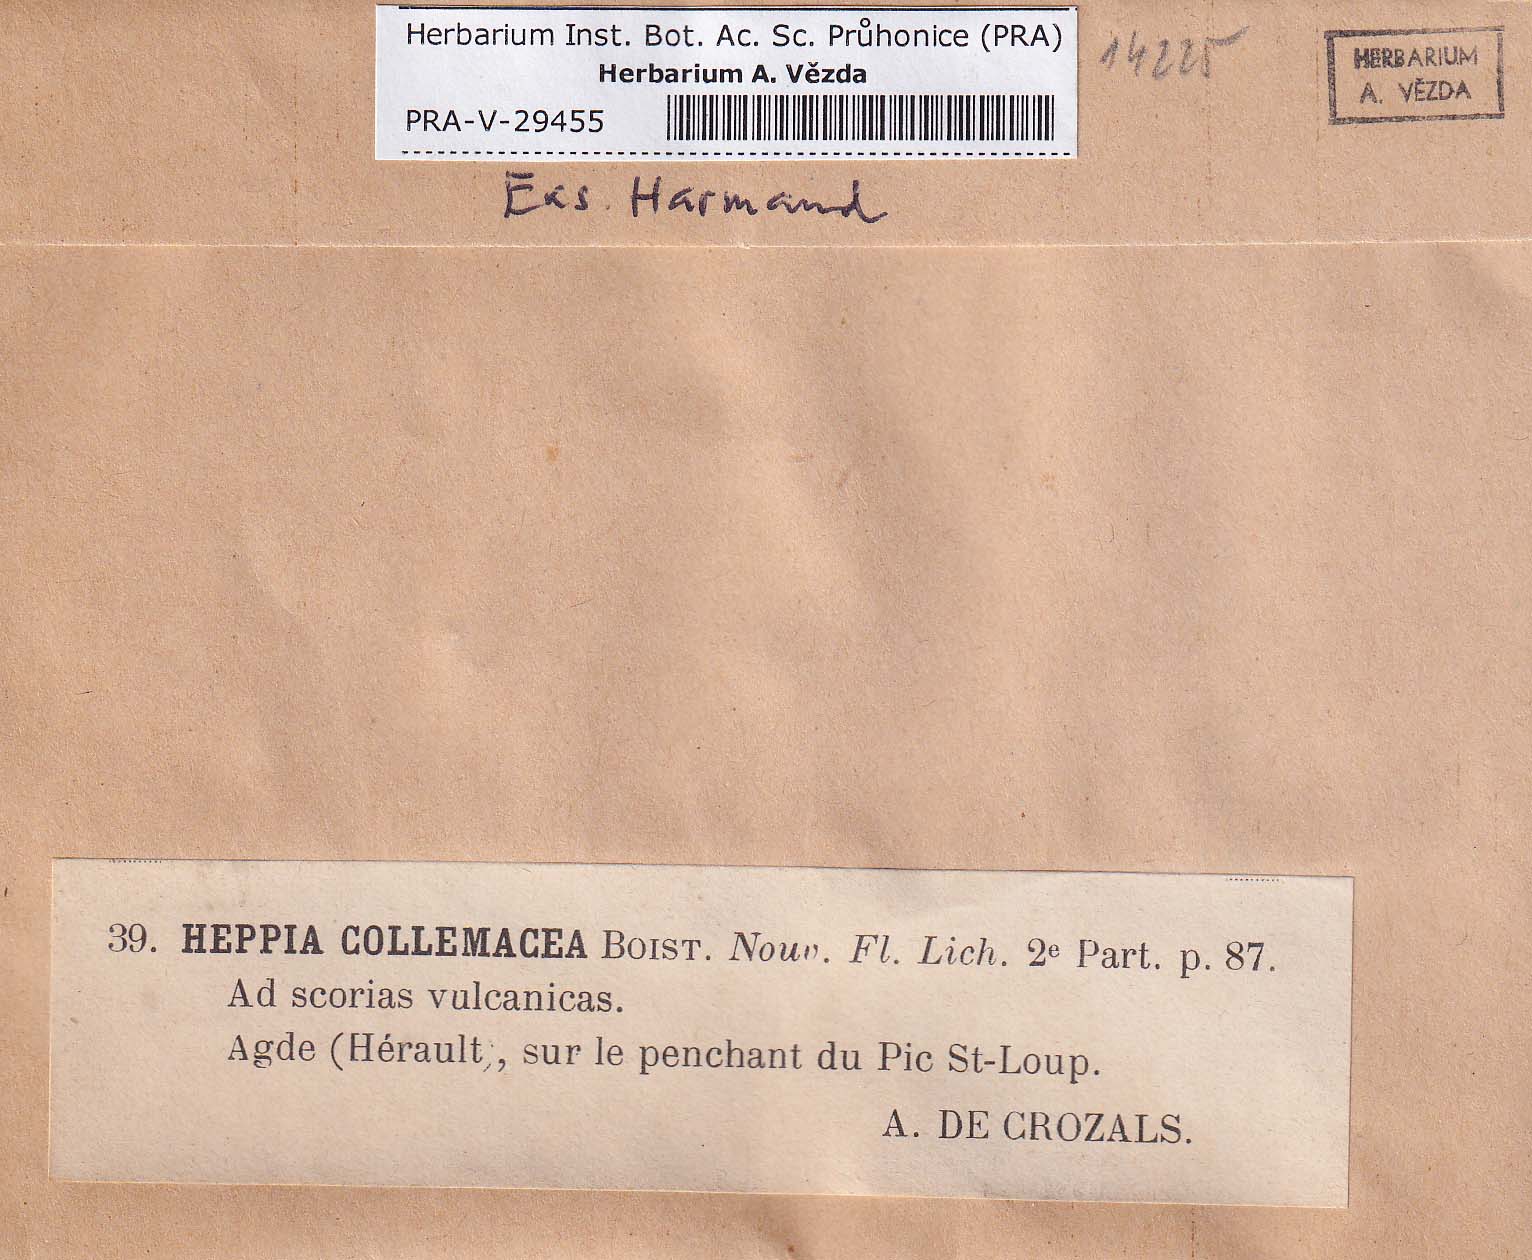 Herbarium Inst. Bot. Ac. Sc. Průhonice (PRA)
Herbarium A. Vězda
PRA-V-29455
14225
HERBARIUM
A. VĚZDA
Exs. Harmand
39. HEPPIA COLLEMACEA BOIST. Nouv. Fl. Lich. 2e Part. p. 87.
Ad scorias vulcanicas.
Agde (Hérault), sur le penchant du Pic St-Loup.
A. DE CROZALS.